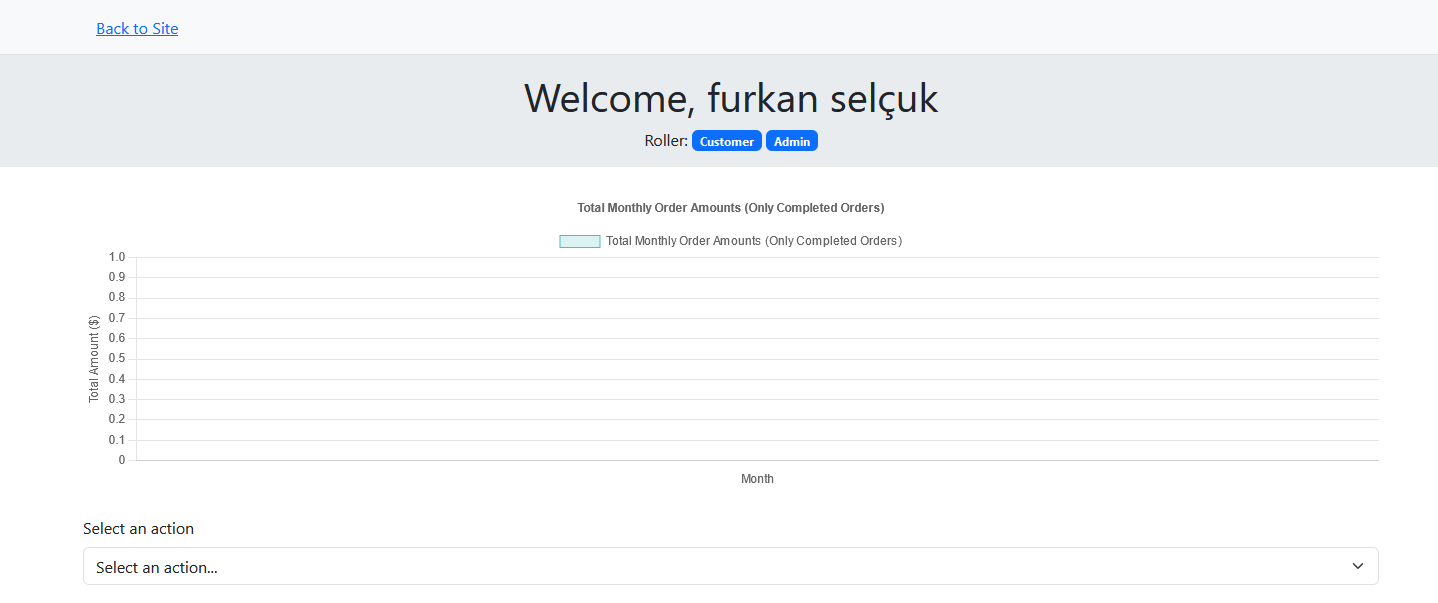 Back to Site
Welcome, furkan selçuk
Roller: Customer Admin
Total Monthly Order Amounts (Only Completed Orders)
Total Monthly Order Amounts (Only Completed Orders)
Total Amount ($)
1.0
0.9
0.8
0.7
0.6
0.5
0.4
0.3
0.2
0.1
0
Month
Select an action
Select an action...